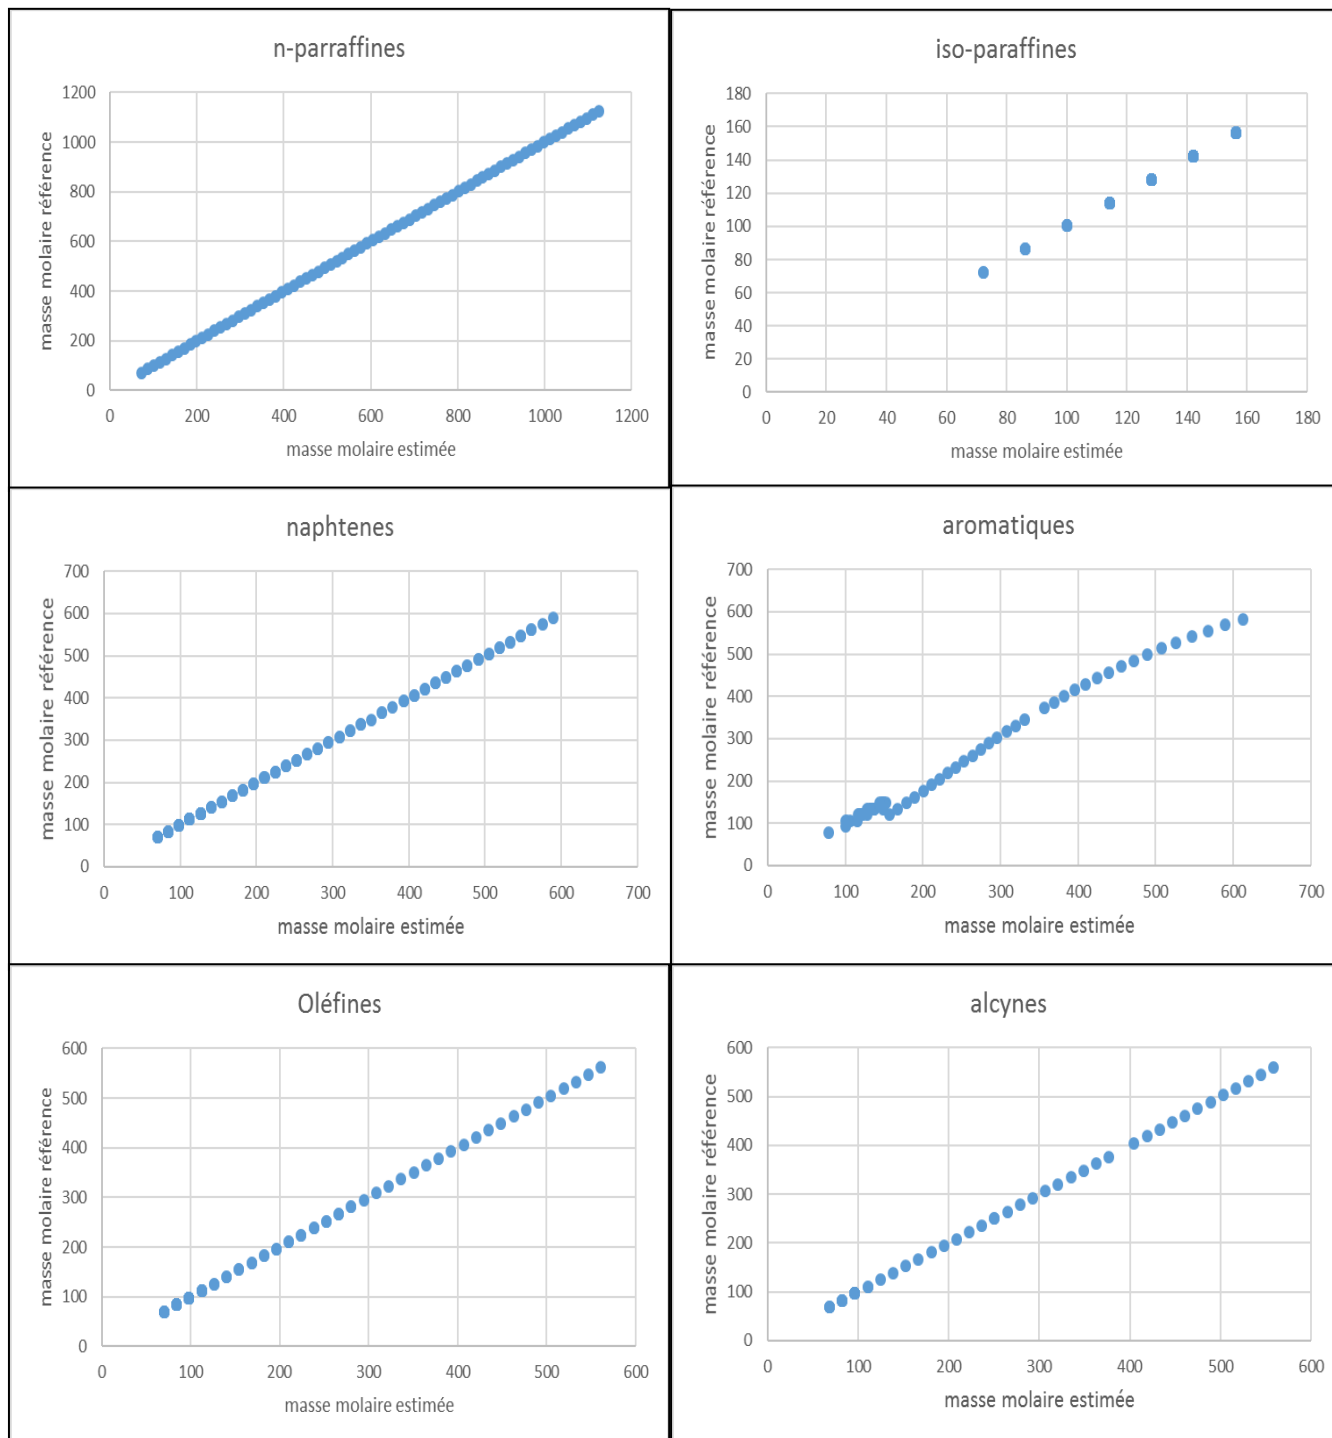 n-parraffines
1200
1000
800
600
400
200
0
masse molaire référence
0 200 400 600 800 1000 1200
masse molaire estimée
iso-paraffines
180
160
140
120
100
80
60
40
20
0
masse molaire référence
0 20 40 60 80 100 120 140 160 180
masse molaire estimée
naphtenes
700
600
500
400
300
200
100
0
masse molaire référence
0 100 200 300 400 500 600 700
masse molaire estimée
aromatiques
700
600
500
400
300
200
100
0
masse molaire référence
0 100 200 300 400 500 600 700
masse molaire estimée
Oléfines
600
500
400
300
200
100
0
masse molaire référence
0 100 200 300 400 500 600
masse molaire estimée
alcynes
600
500
400
300
200
100
0
masse molaire référence
0 100 200 300 400 500 600
masse molaire estimée